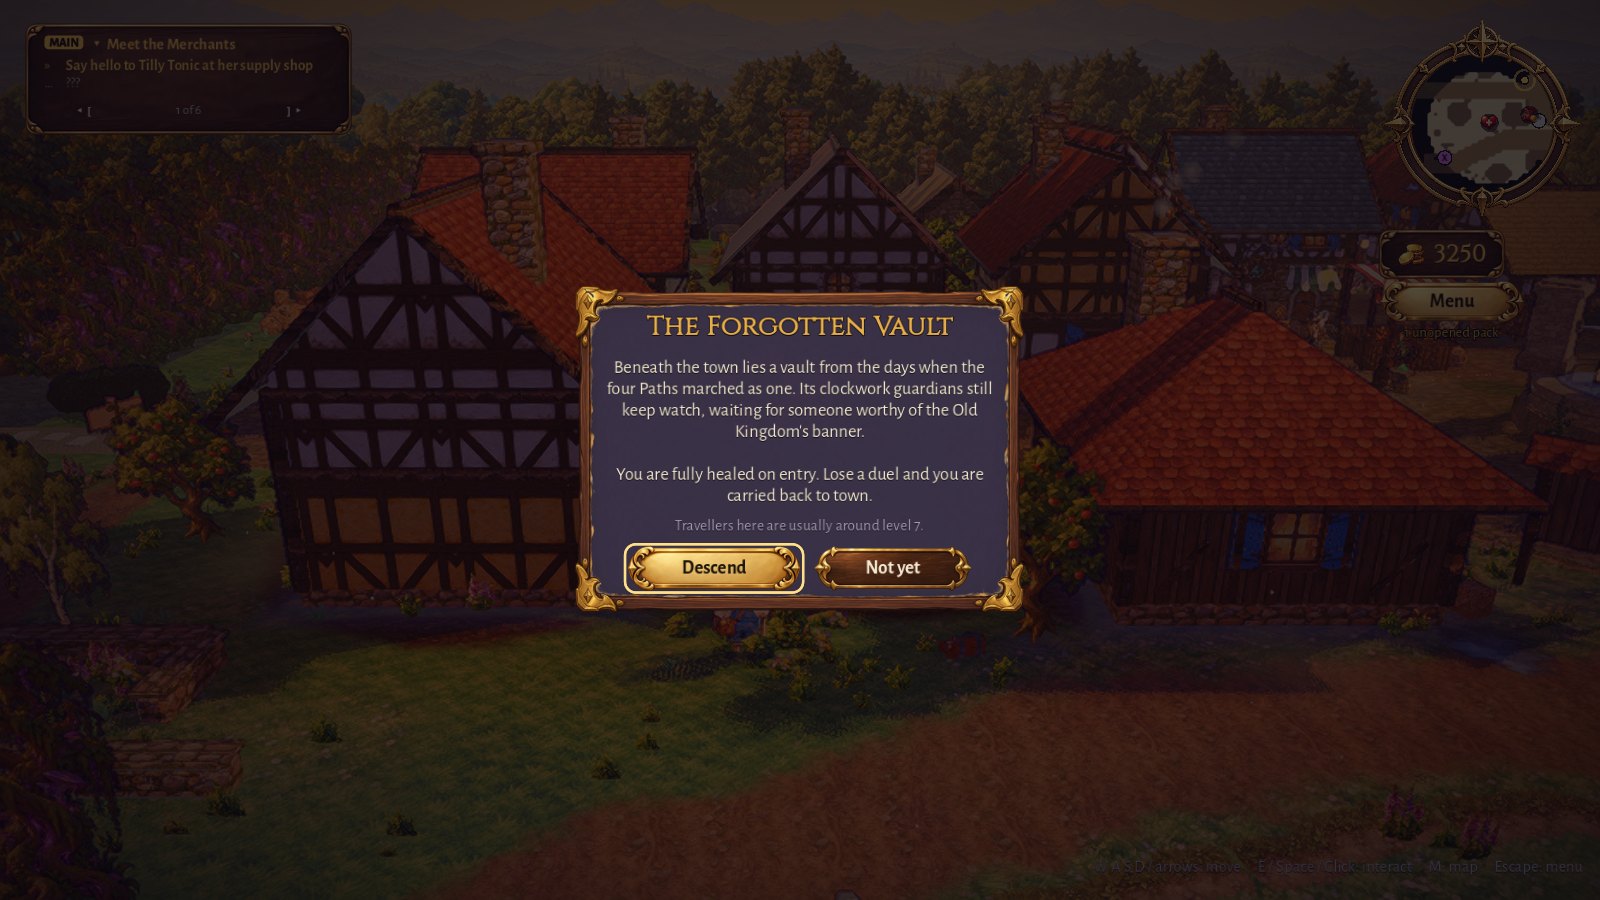 MAIN ▾ Meet the Merchants
» Say hello to Tilly Tonic at her supply shop
... ???
◂ [ 1 of 6 ] ▸
X
3250
Menu
1 unopened pack
The Forgotten Vault
Beneath the town lies a vault from the days when the
four Paths marched as one. Its clockwork guardians still
keep watch, waiting for someone worthy of the Old
Kingdom's banner.
You are fully healed on entry. Lose a duel and you are
carried back to town.
Travellers here are usually around level 7.
Descend
Not yet
W A S D / arrows: move E / Space / Click: interact M: map Escape: menu